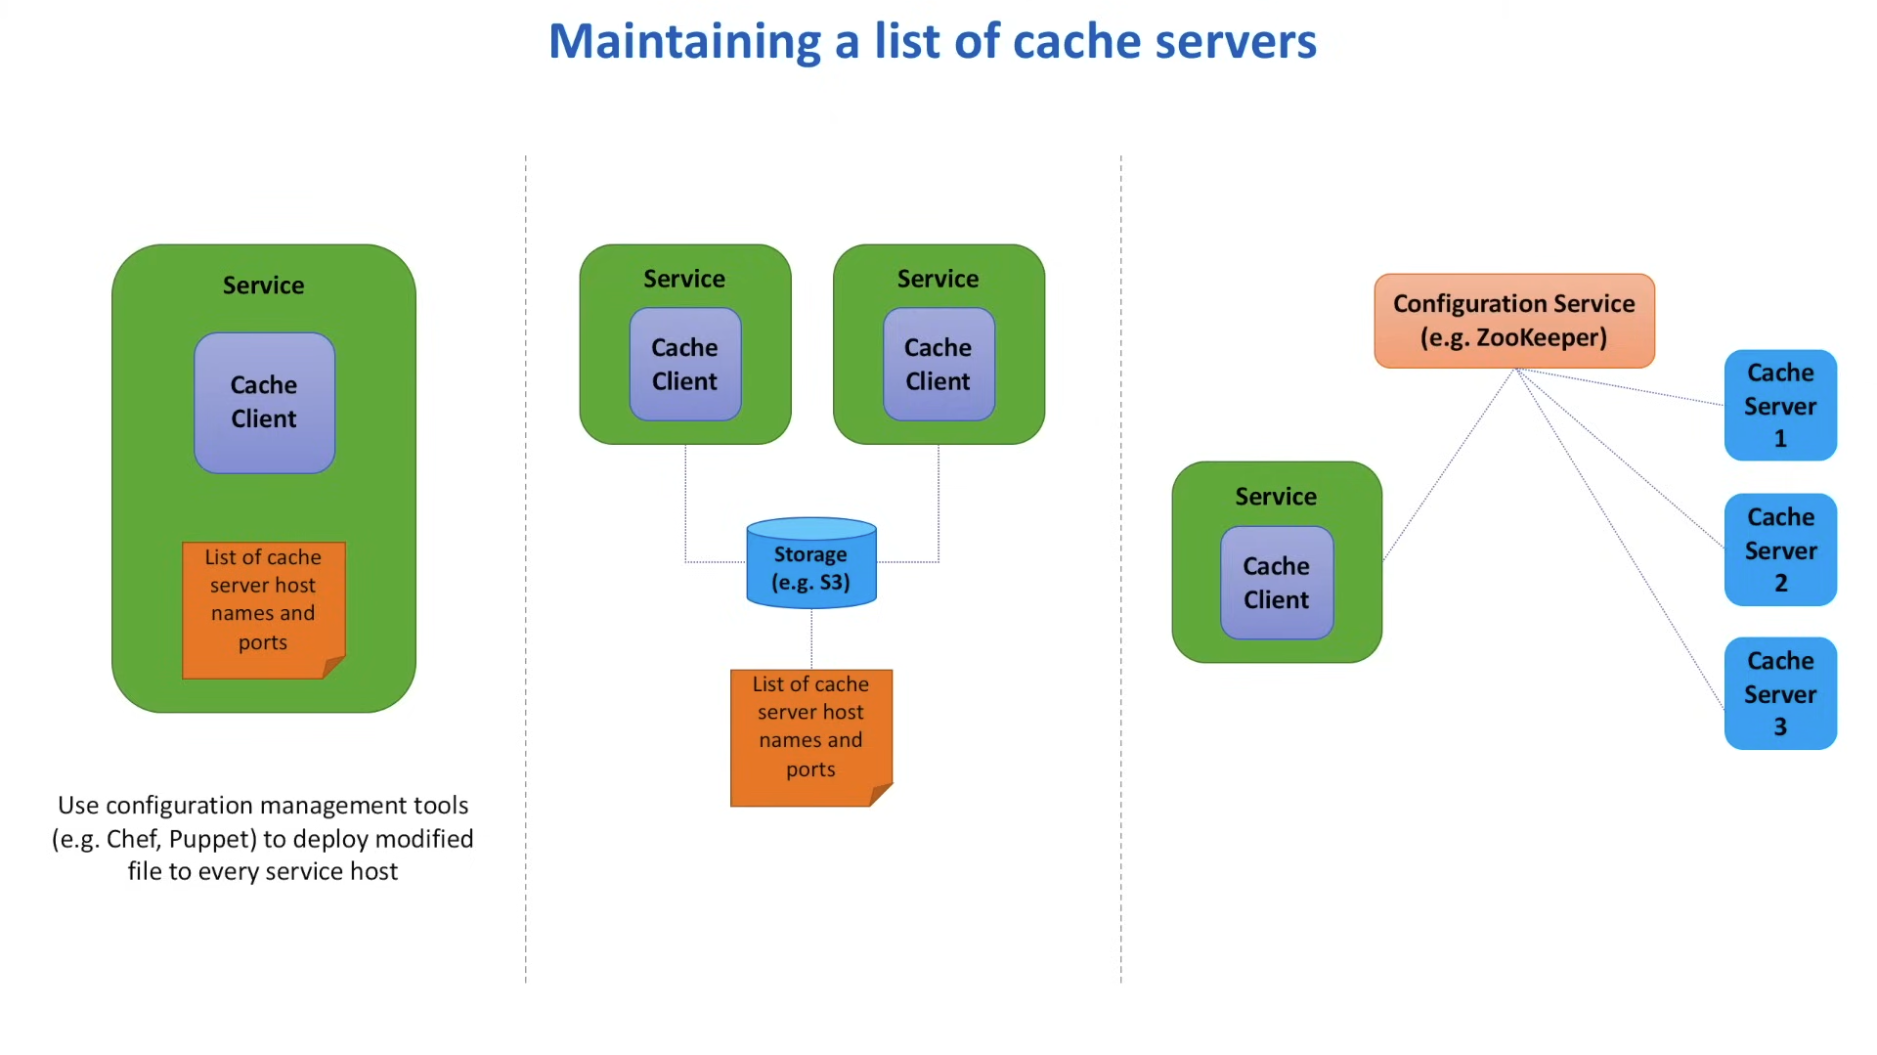 Maintaining a list of cache servers
Service
Cache
Client
List of cache
server host
names and
ports
Use configuration management tools
(e.g. Chef, Puppet) to deploy modified
file to every service host
Service
Cache
Client
Service
Cache
Client
Storage
(e.g. S3)
List of cache
server host
names and
ports
Configuration Service
(e.g. ZooKeeper)
Service
Cache
Client
Cache
Server
1
Cache
Server
2
Cache
Server
3